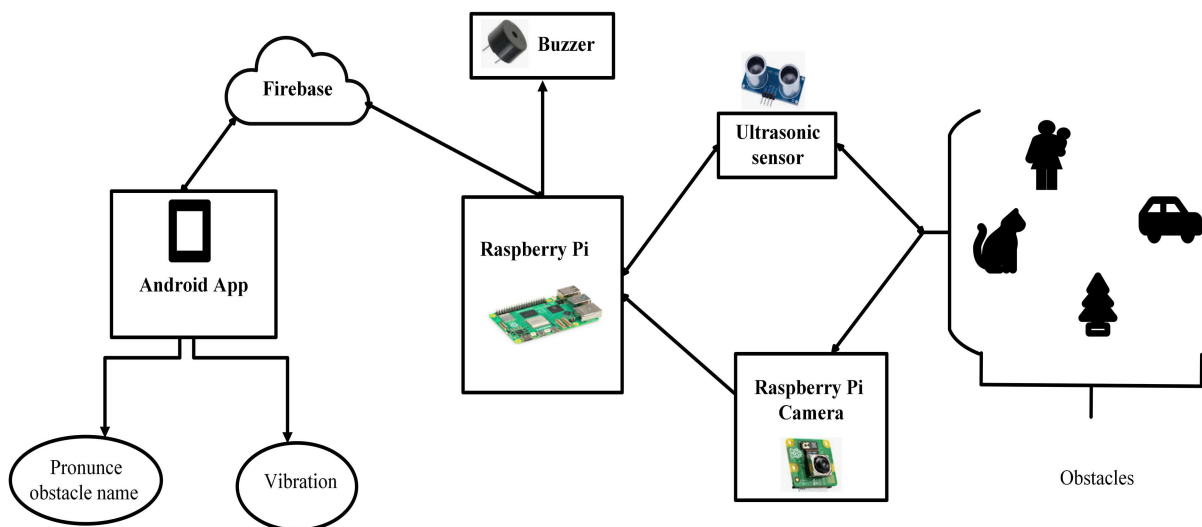 Buzzer
Firebase
Ultrasonic
sensor
Raspberry Pi
Android App
Raspberry Pi
Camera
Pronunce
obstacle name
Vibration
Obstacles